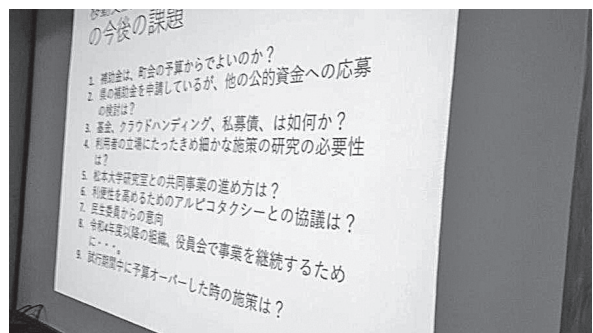 の今後の課題
1. 補助金は、町会の予算からでよいのか？
2. 県の補助金を申請しているが、他の公的資金への応募
の検討は？
3. 基金、クラウドハンディング、私募債、は如何か？
4. 利用者の立場にたったきめ細かな施策の研究の必要性
は？
5. 松本大学研究室との共同事業の進め方は？
6. 利便性を高めるためのアルピコタクシーとの協議は？
7. 民生委員からの意向
8. 令和4年度以降の組織、役員会で事業を継続するため
に・・・。
9. 試行期間中に予算オーバーした時の施策は？